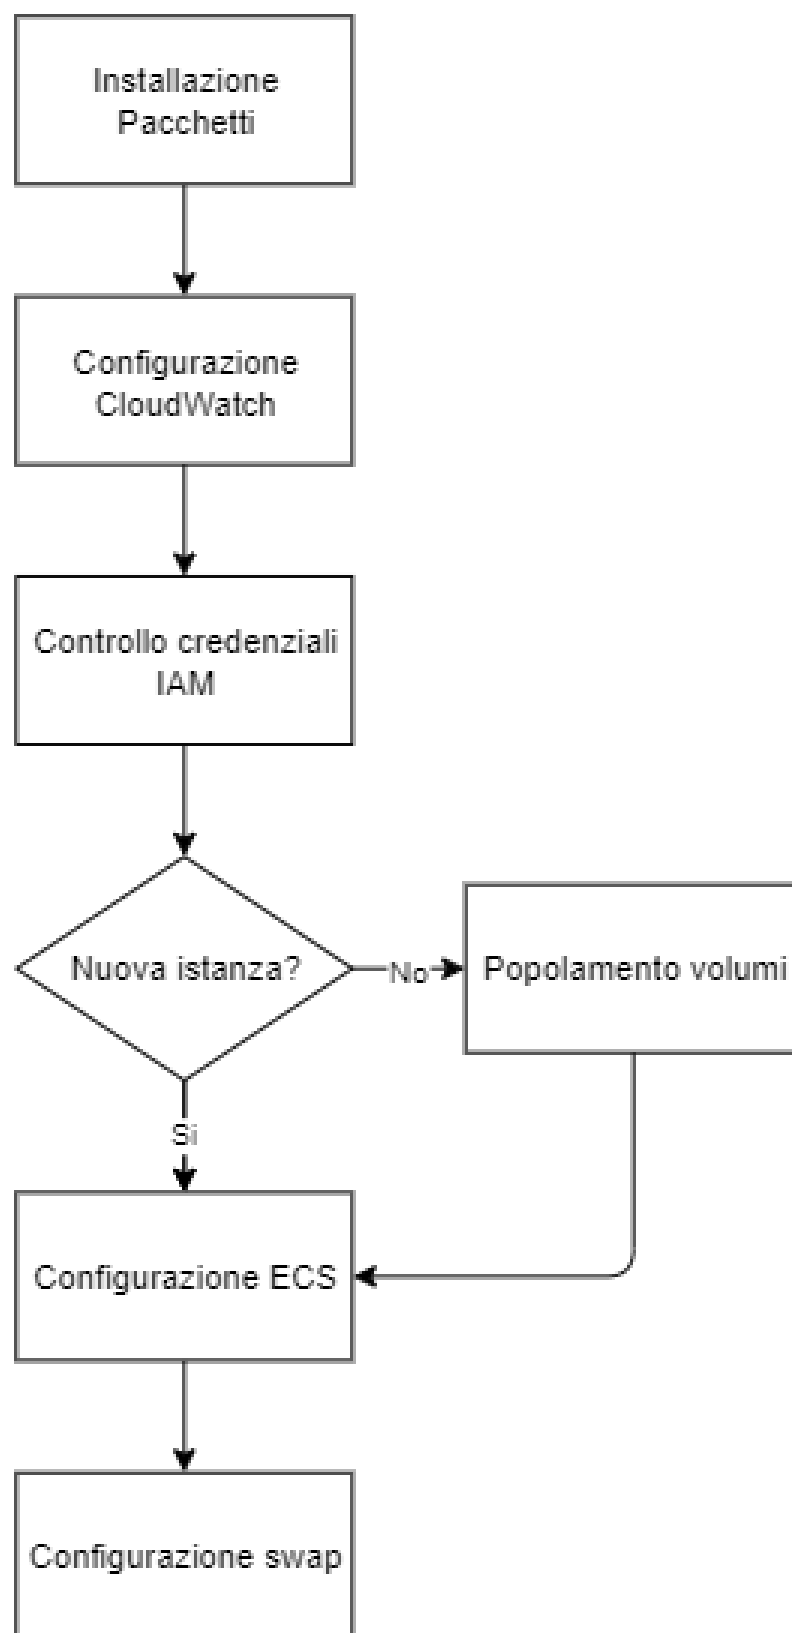 Installazione
Pacchetti
Configurazione
CloudWatch
Controllo credenziali
IAM
Nuova istanza?
No
Popolamento volumi
Si
Configurazione ECS
Configurazione swap